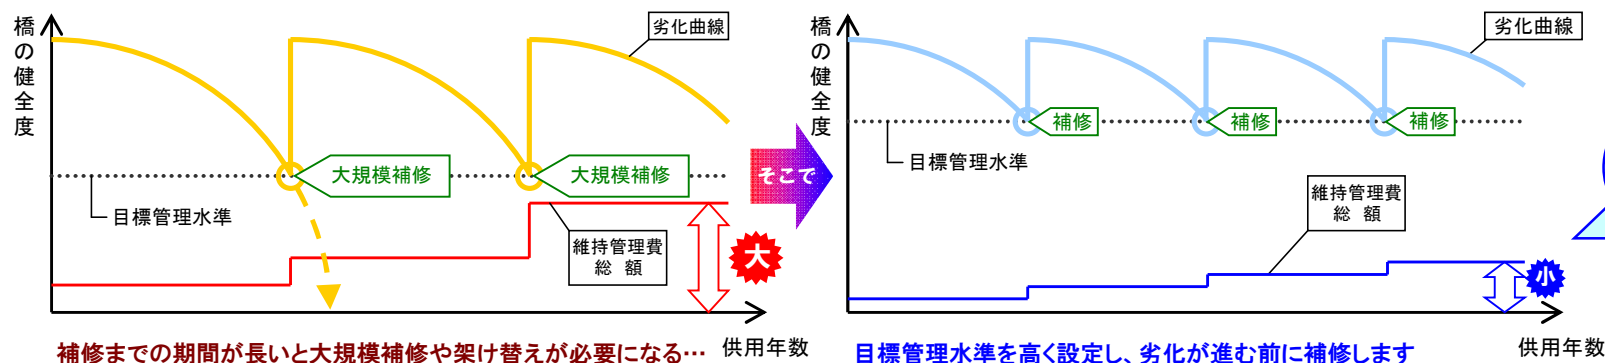 橋の健全度
劣化曲線
大規模補修
大規模補修
目標管理水準
維持管理費
総 額
大
供用年数
補修までの期間が長いと大規模補修や架け替えが必要になる…
そこで
橋の健全度
劣化曲線
補修
補修
補修
目標管理水準
維持管理費
総 額
小
供用年数
目標管理水準を高く設定し、劣化が進む前に補修します